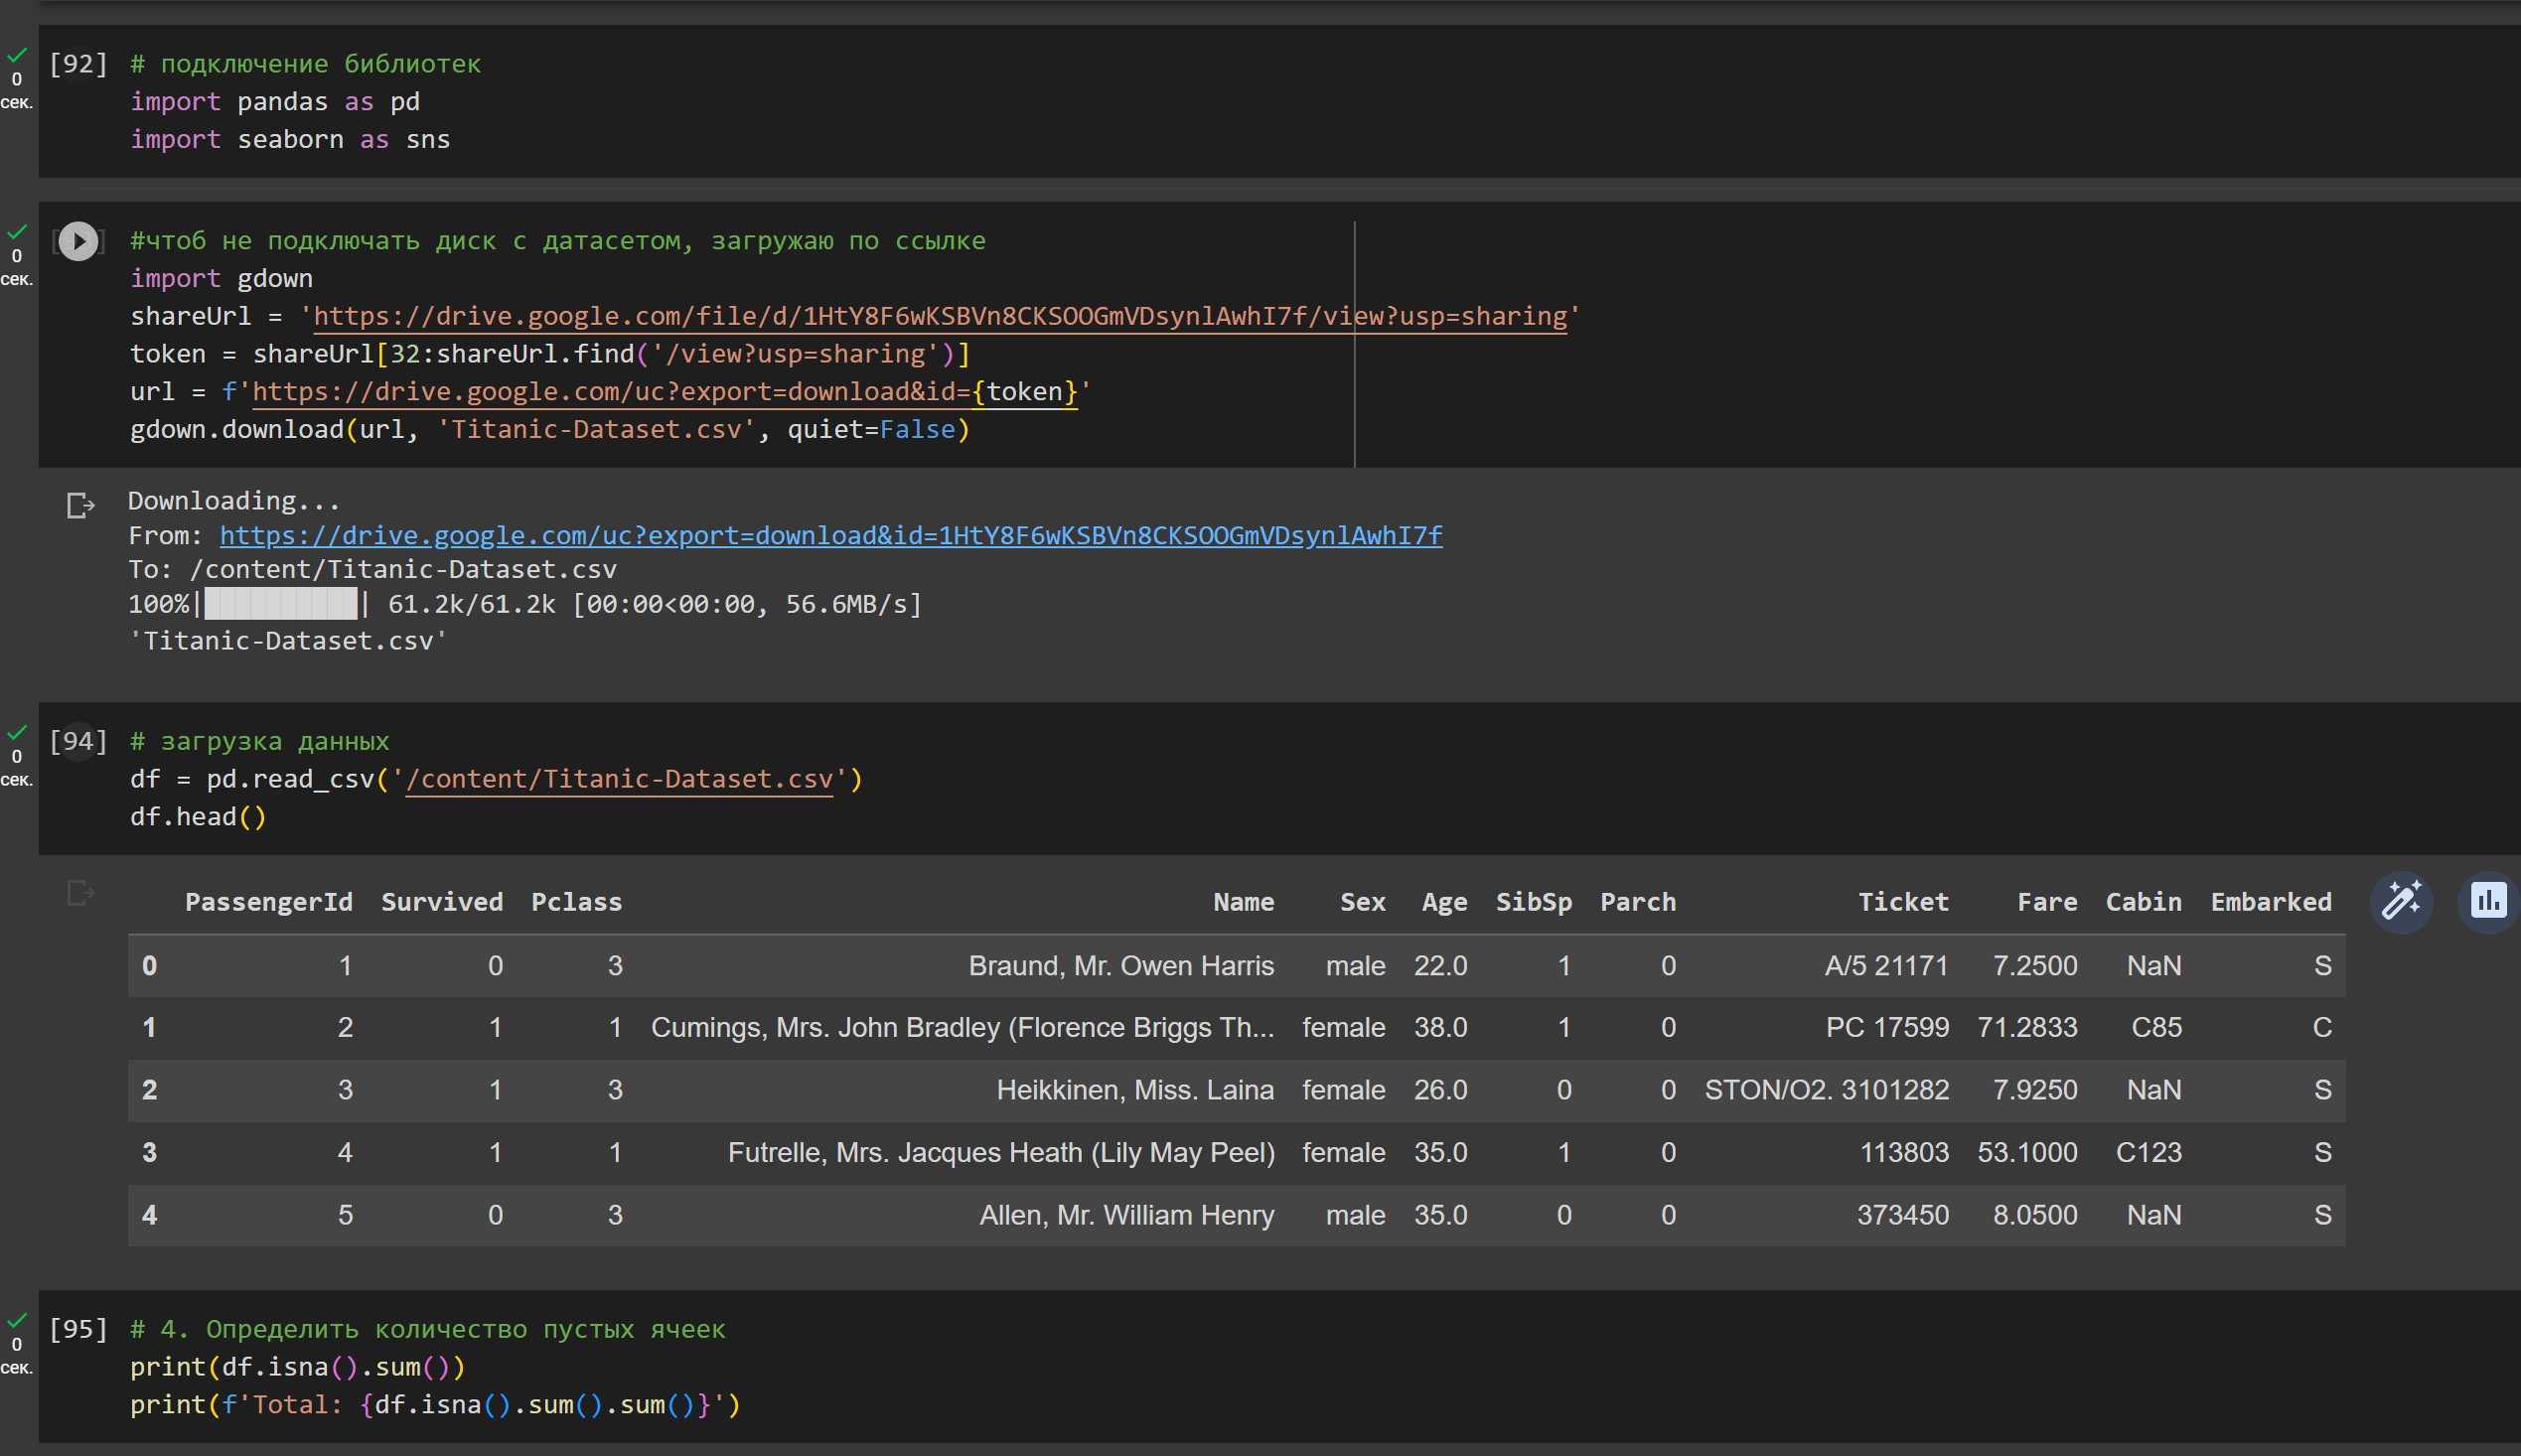 [92] # подключение библиотек
import pandas as pd
import seaborn as sns
0
сек.
#чтоб не подключать диск с датасетом, загружаю по ссылке
import gdown
shareUrl = 'https://drive.google.com/file/d/1HtY8F6wKSBVn8CKSOOGmVDsynlAwhI7f/view?usp=sharing'
token = shareUrl[32:shareUrl.find('/view?usp=sharing')]
url = f'https://drive.google.com/uc?export=download&id={token}'
gdown.download(url, 'Titanic-Dataset.csv', quiet=False)
0
сек.
Downloading...
From: https://drive.google.com/uc?export=download&id=1HtY8F6wKSBVn8CKSOOGmVDsynlAwhI7f
To: /content/Titanic-Dataset.csv
100%|██████████| 61.2k/61.2k [00:00<00:00, 56.6MB/s]
'Titanic-Dataset.csv'
[94] # загрузка данных
df = pd.read_csv('/content/Titanic-Dataset.csv')
df.head()
0
сек.
PassengerId Survived Pclass Name Sex Age SibSp Parch Ticket Fare Cabin Embarked
0 1 0 3 Braund, Mr. Owen Harris male 22.0 1 0 A/5 21171 7.2500 NaN S
1 2 1 1 Cumings, Mrs. John Bradley (Florence Briggs Th... female 38.0 1 0 PC 17599 71.2833 C85 C
2 3 1 3 Heikkinen, Miss. Laina female 26.0 0 0 STON/O2. 3101282 7.9250 NaN S
3 4 1 1 Futrelle, Mrs. Jacques Heath (Lily May Peel) female 35.0 1 0 113803 53.1000 C123 S
4 5 0 3 Allen, Mr. William Henry male 35.0 0 0 373450 8.0500 NaN S
[95] # 4. Определить количество пустых ячеек
print(df.isna().sum())
print(f'Total: {df.isna().sum().sum()}')
0
сек.